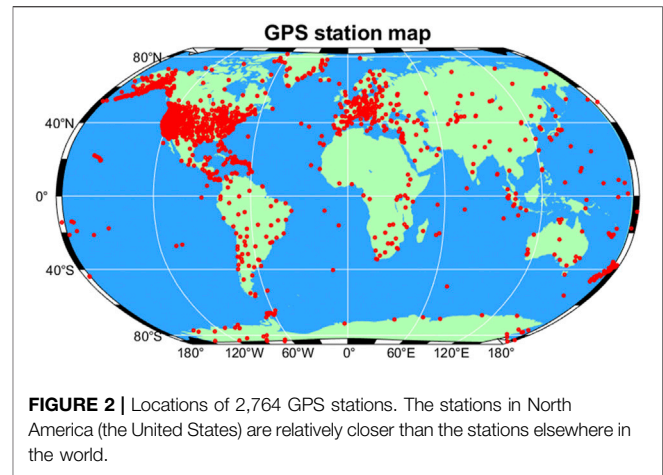 GPS station map
80°N
40°N
0°
40°S
80°S
180° 120°W 60°W 0° 60°E 120°E 180°
FIGURE 2 | Locations of 2,764 GPS stations. The stations in North
America (the United States) are relatively closer than the stations elsewhere in
the world.